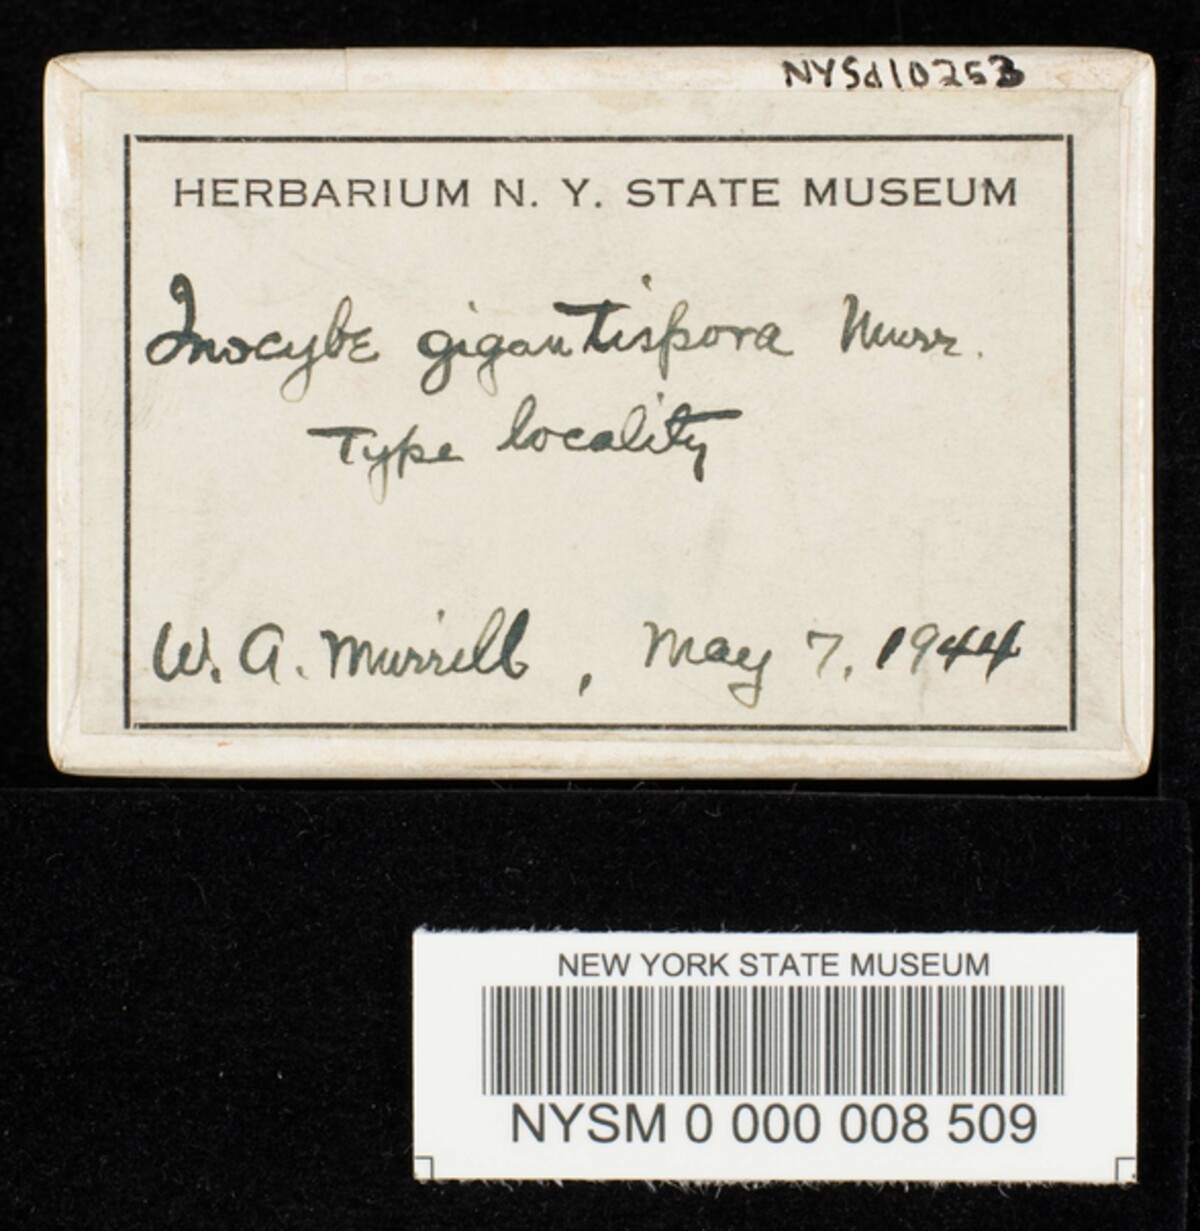 NYSd10253
HERBARIUM N. Y. STATE MUSEUM
Inocybe gigantispora Murr.
Type locality
W. A. Murrill, May 7, 1944
NEW YORK STATE MUSEUM
NYSM 0 000 008 509